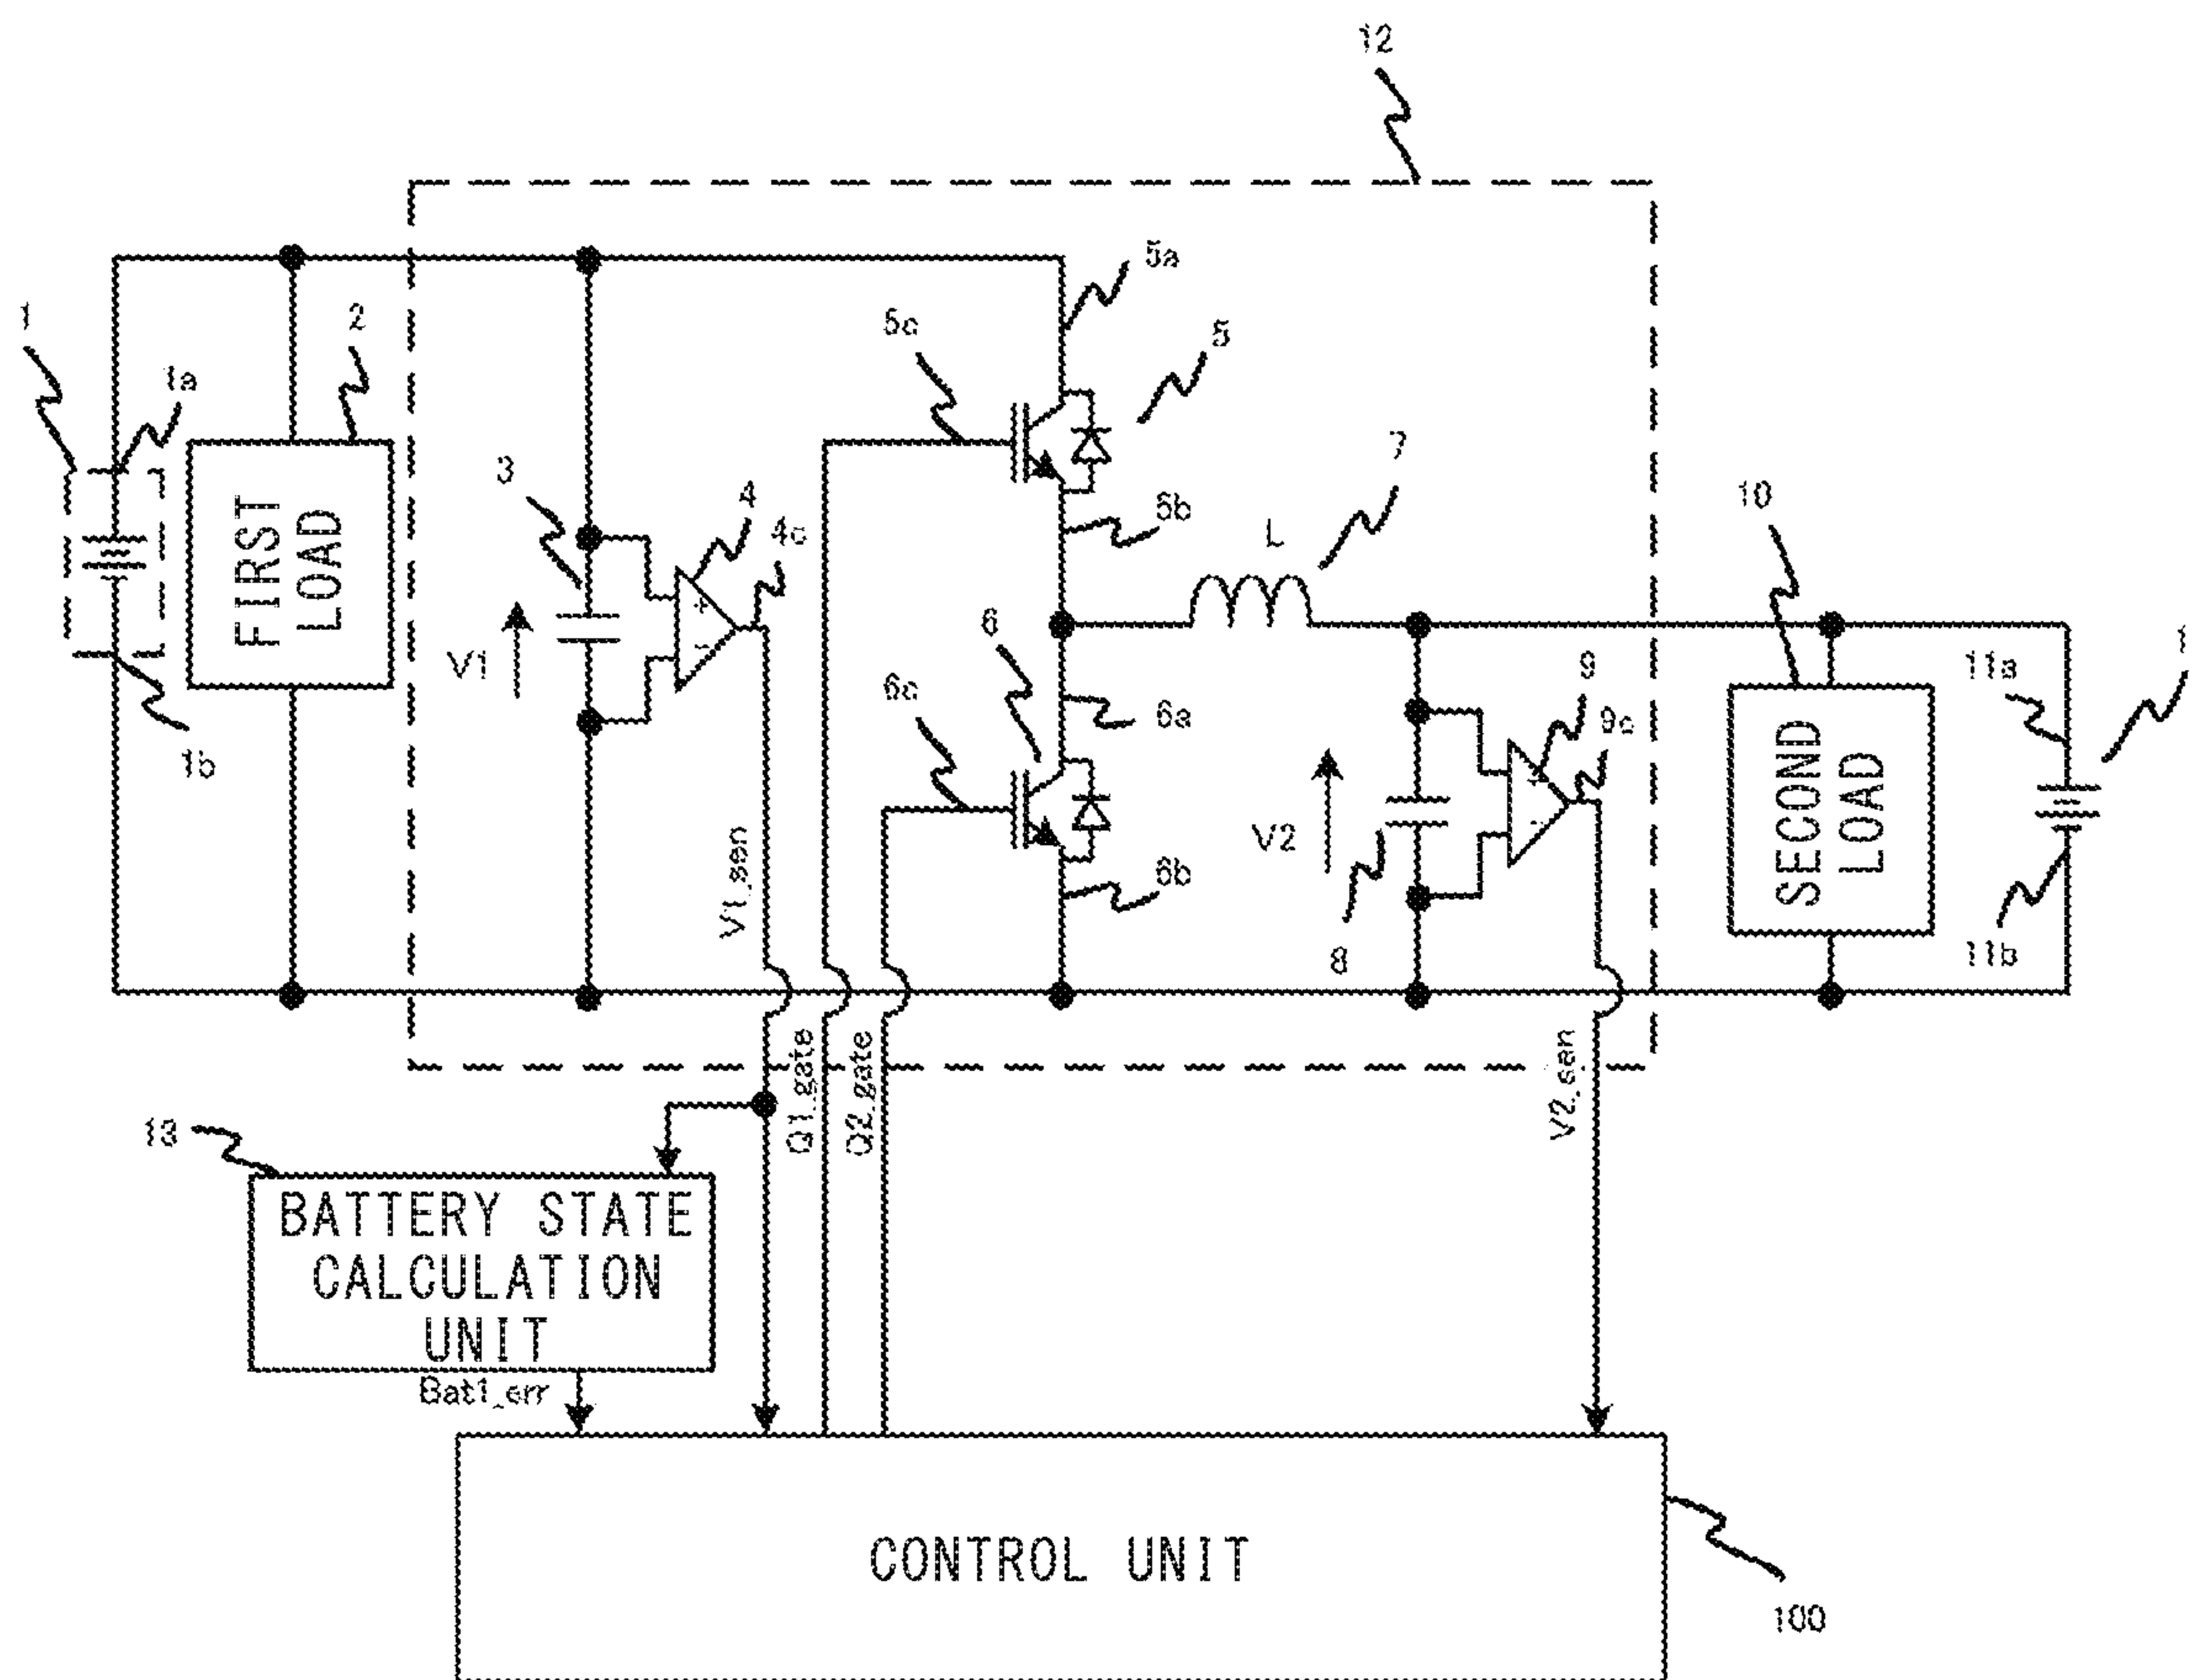 12
5a
1
2
5c
5
1a
7
3
4
10
4c
5b
L
6
V1
9
11a
1
6c
6a
9c
1b
FIRST
LOAD
+
-
SECOND
LOAD
V2
+
-
V1_sen
6b
8
11b
Q1_gate
Q2_gate
V2_sen
13
BATTERY STATE
CALCULATION
UNIT
Bat1_err
CONTROL UNIT
100